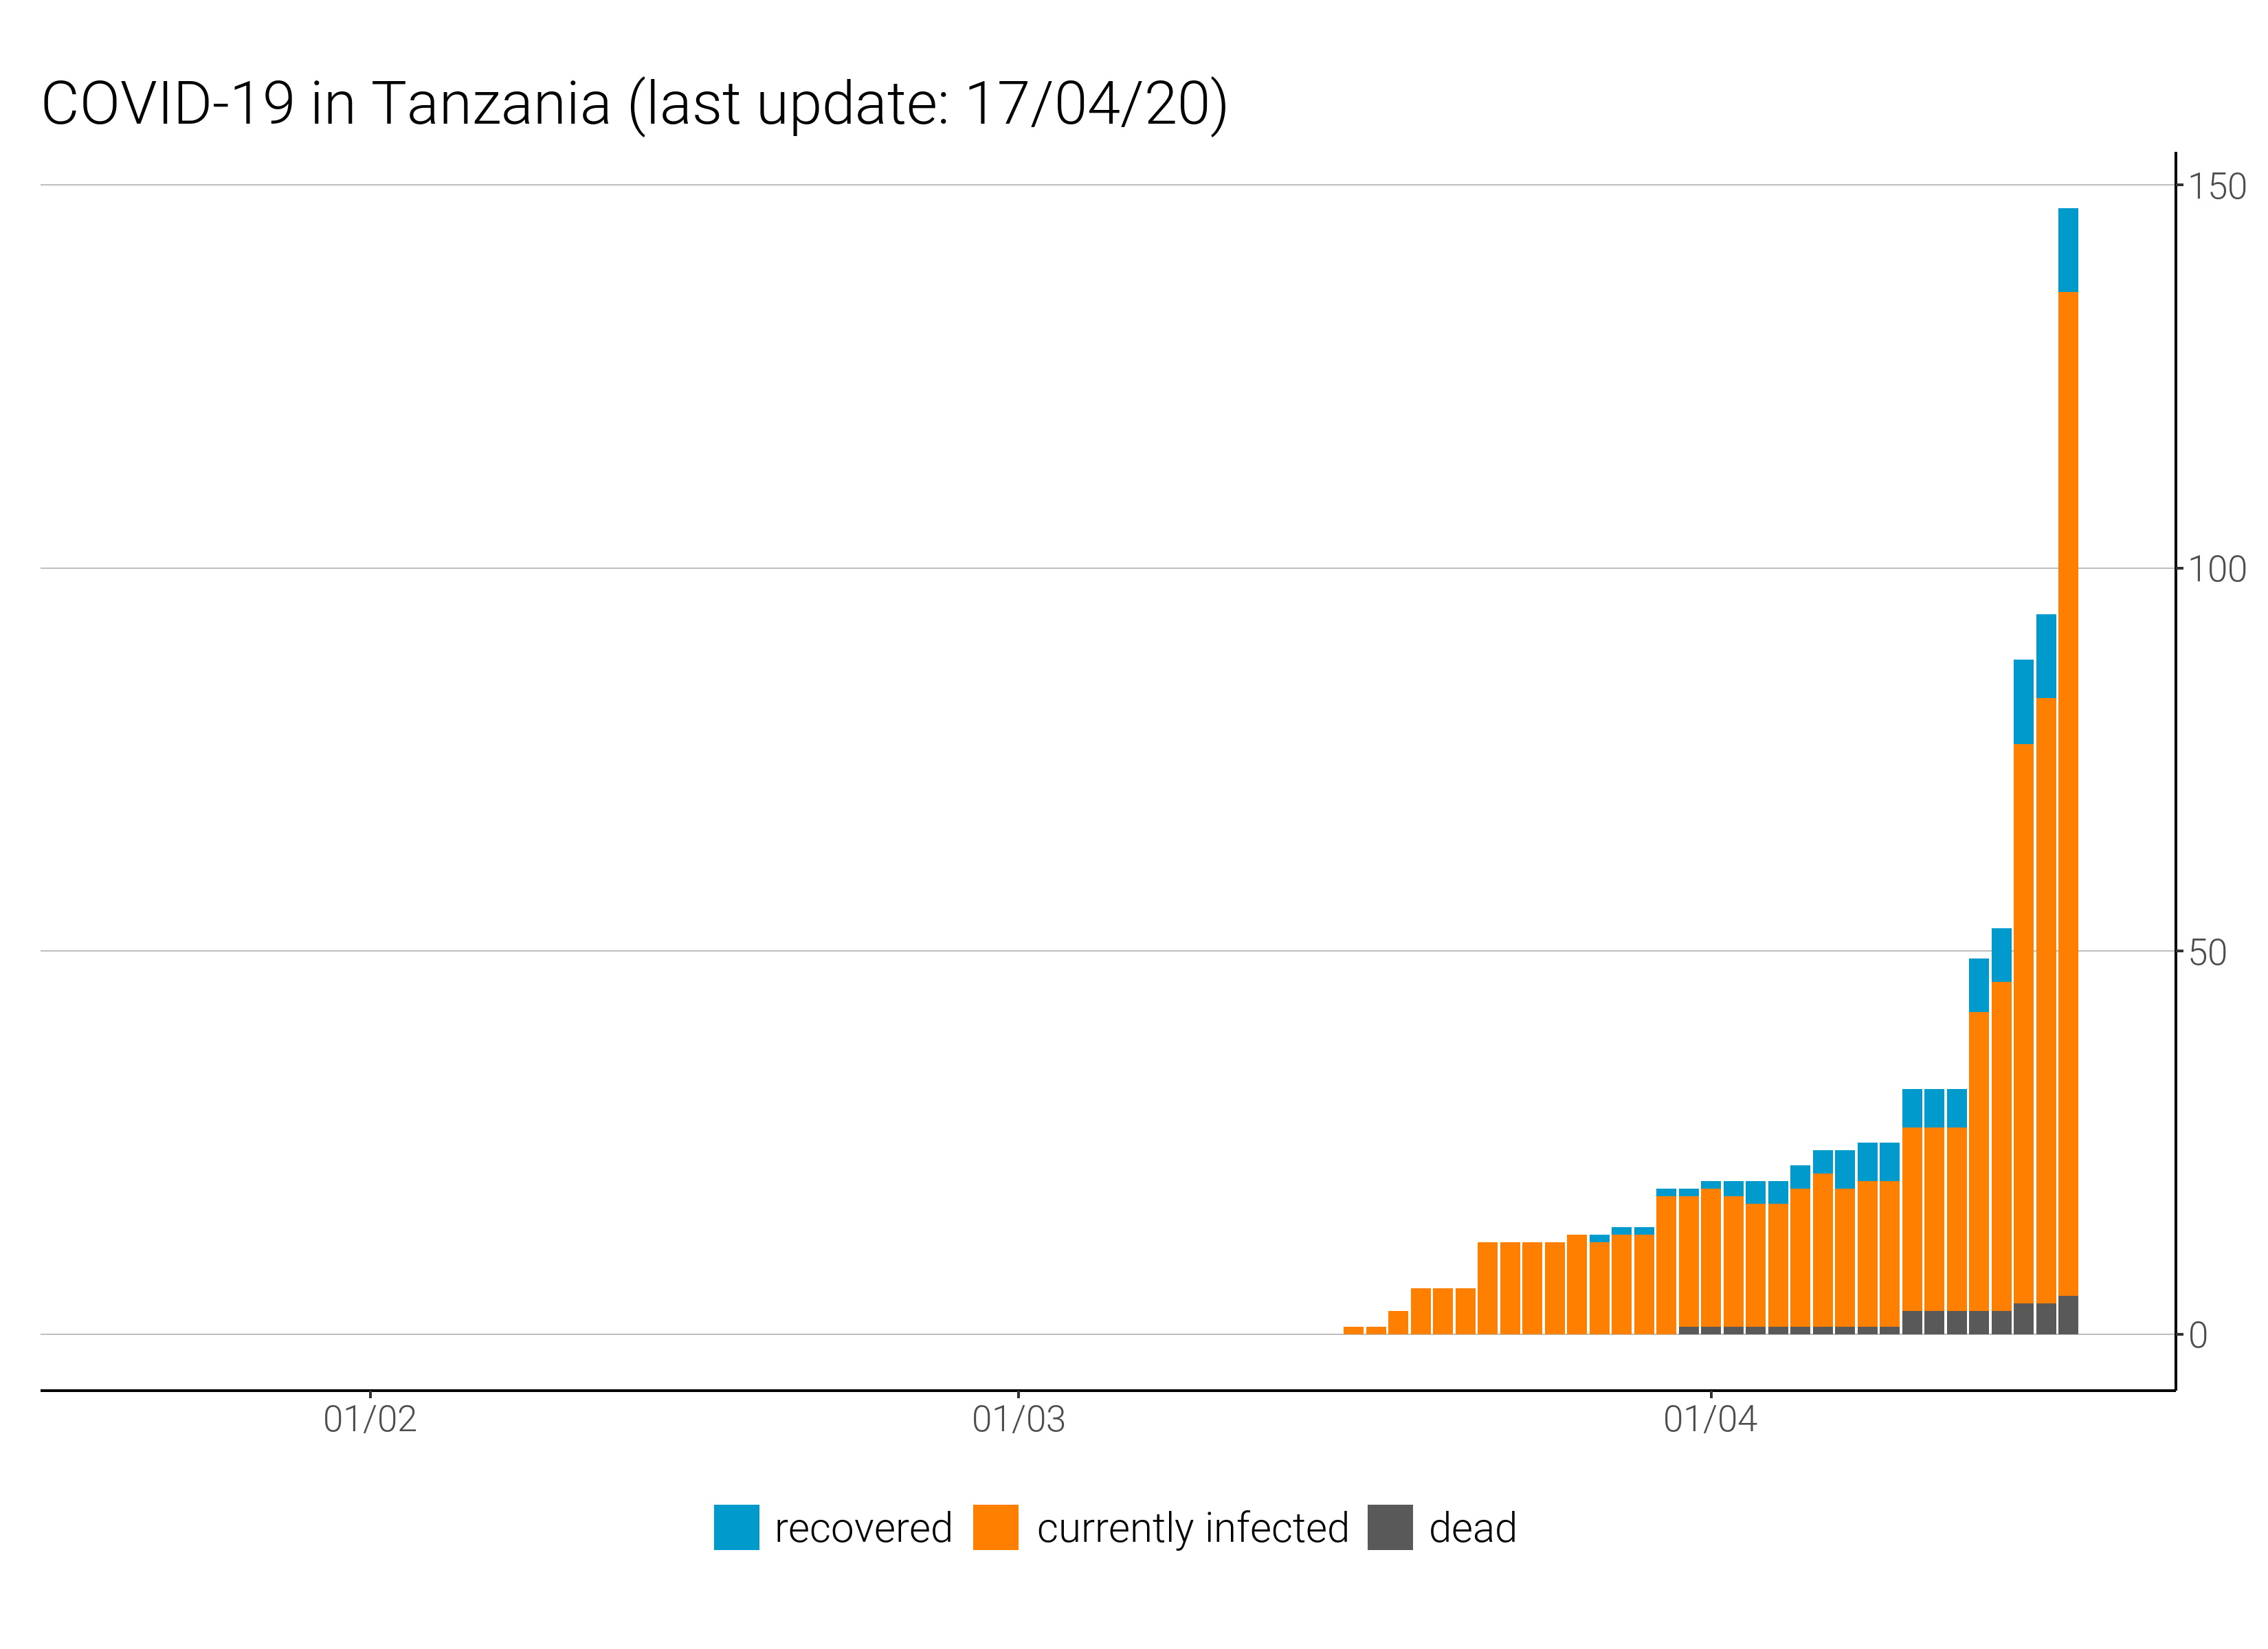 COVID-19 in Tanzania (last update: 17/04/20)
150
100
50
0
01/02 01/03 01/04
recovered currently infected dead